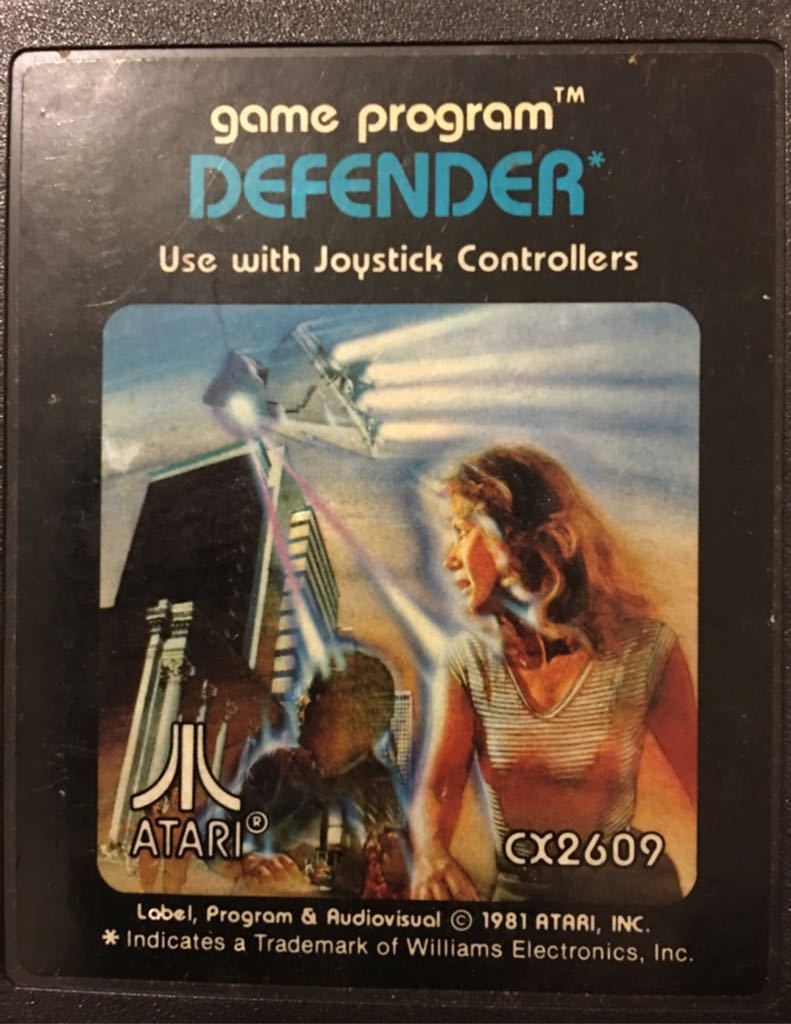 game program™
DEFENDER*
Use with Joystick Controllers
ATARI®
CX2609
Label, Program & Audiovisual © 1981 ATARI, INC.
* Indicates a Trademark of Williams Electronics, Inc.